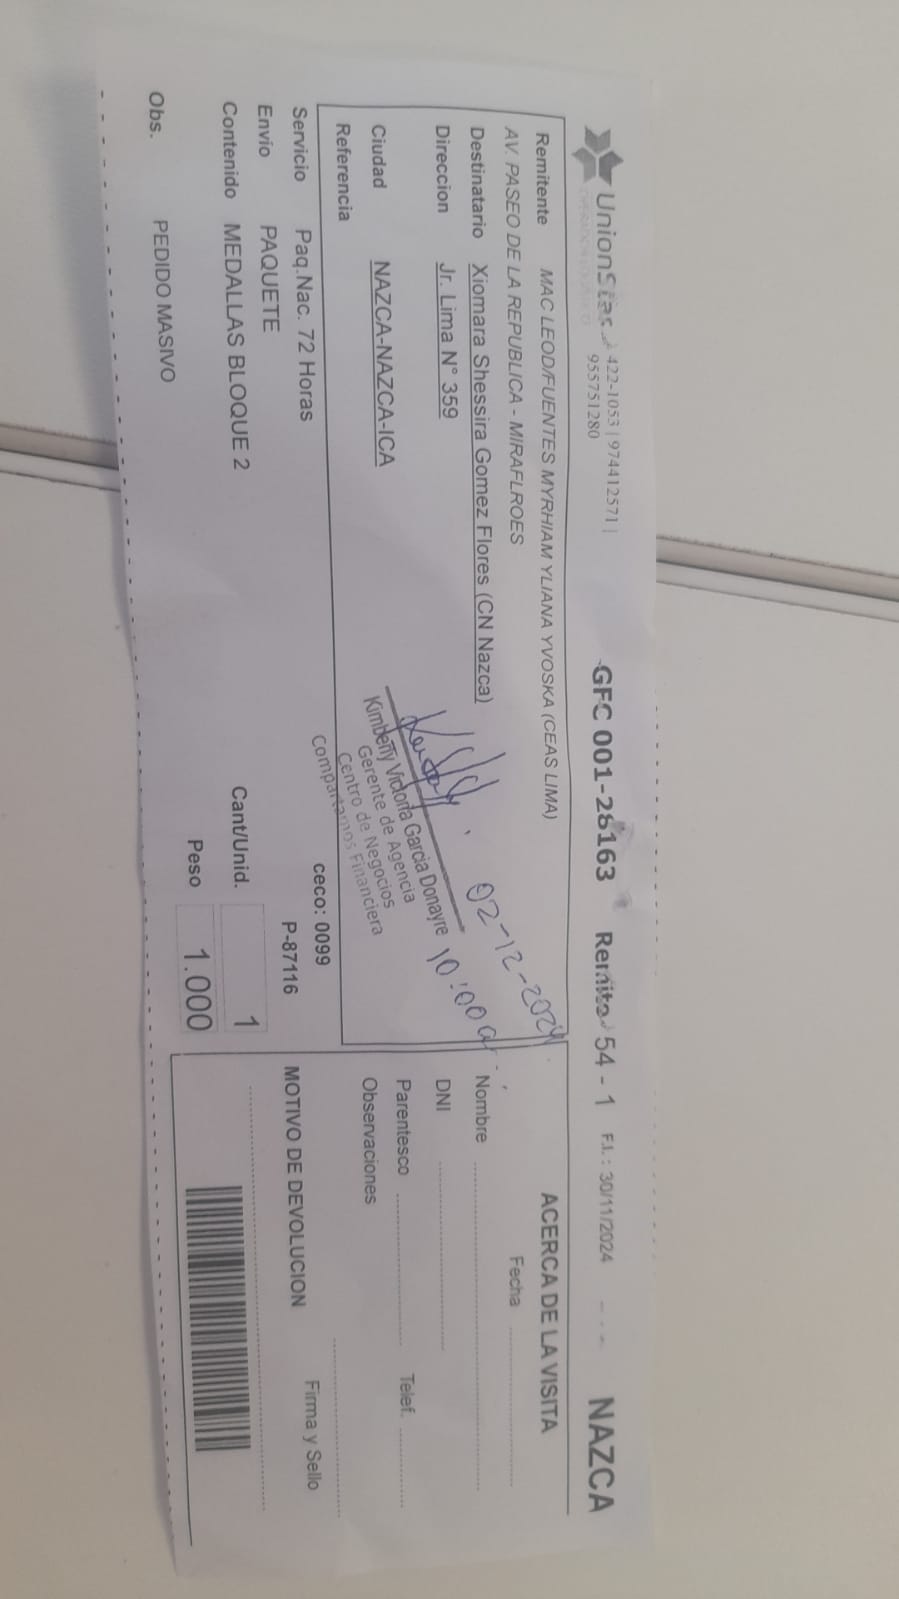 UnionStar 422-1053 | 974412571 |
955751280
GFC 001-28163 Remito 54 - 1 F.I. : 30/11/2024 NAZCA
Remitente MAC LEOD/FUENTES MYRHIAM YLIANA YVOSKA (CEAS LIMA)
AV. PASEO DE LA REPUBLICA - MIRAFLROES
Destinatario Xiomara Shessira Gomez Flores (CN Nazca)
Direccion Jr. Lima N° 359
Ciudad NAZCA-NAZCA-ICA
Referencia
02-12-2024
10:00 a
Kimberly Victoria Garcia Donayre
Gerente de Agencia
Centro de Negocios
Compartamos Financiera
Servicio Paq.Nac. 72 Horas
ceco: 0099
Envio PAQUETE
P-87116
Contenido MEDALLAS BLOQUE 2
Cant/Unid. 1
Peso 1.000
Obs. PEDIDO MASIVO
ACERCA DE LA VISITA
Fecha
Nombre
DNI
Parentesco Telef.
Observaciones
MOTIVO DE DEVOLUCION Firma y Sello